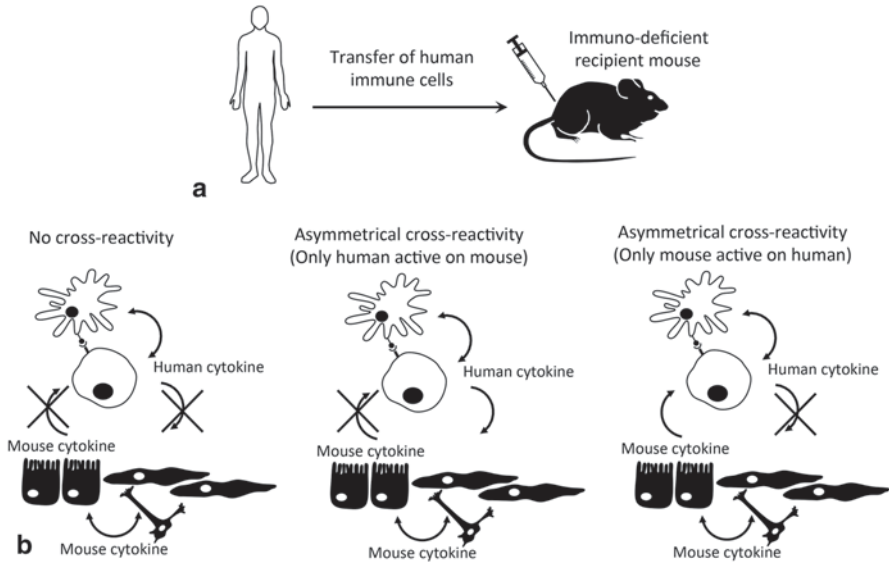 Transfer of human
immune cells
Immuno-deficient
recipient mouse
a
No cross-reactivity
Human cytokine
Mouse cytokine
Mouse cytokine
Asymmetrical cross-reactivity
(Only human active on mouse)
Human cytokine
Mouse cytokine
Mouse cytokine
Asymmetrical cross-reactivity
(Only mouse active on human)
Human cytokine
Mouse cytokine
Mouse cytokine
b